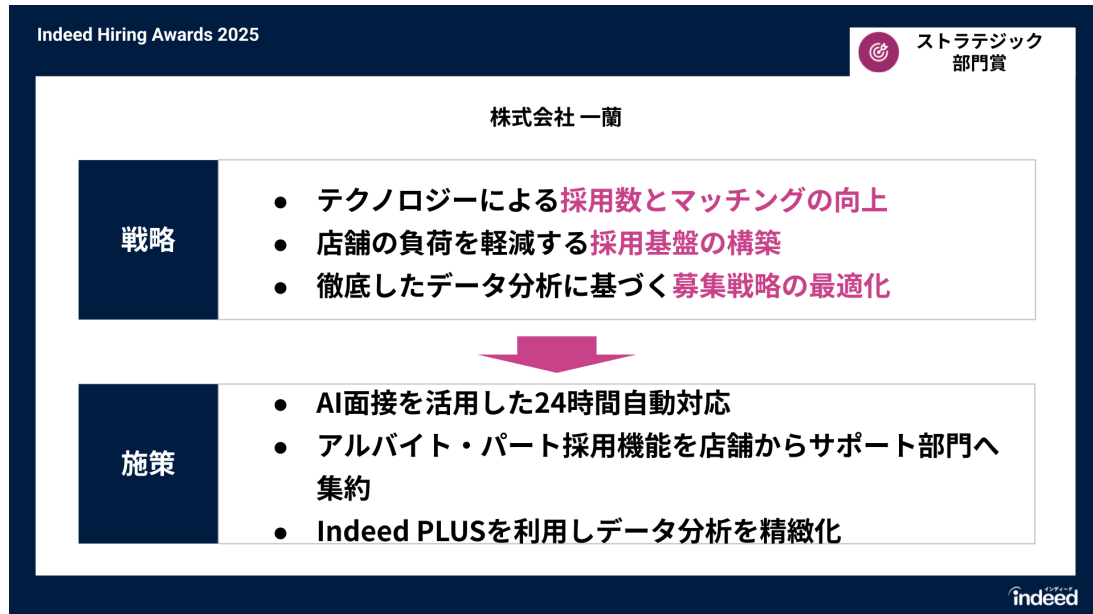 Indeed Hiring Awards 2025
ストラテジック
部門賞
株式会社 一蘭
戦略
● テクノロジーによる採用数とマッチングの向上
● 店舗の負荷を軽減する採用基盤の構築
● 徹底したデータ分析に基づく募集戦略の最適化
施策
● AI面接を活用した24時間自動対応
● アルバイト・パート採用機能を店舗からサポート部門へ
集約
● Indeed PLUSを利用しデータ分析を精緻化
インディード
indeed